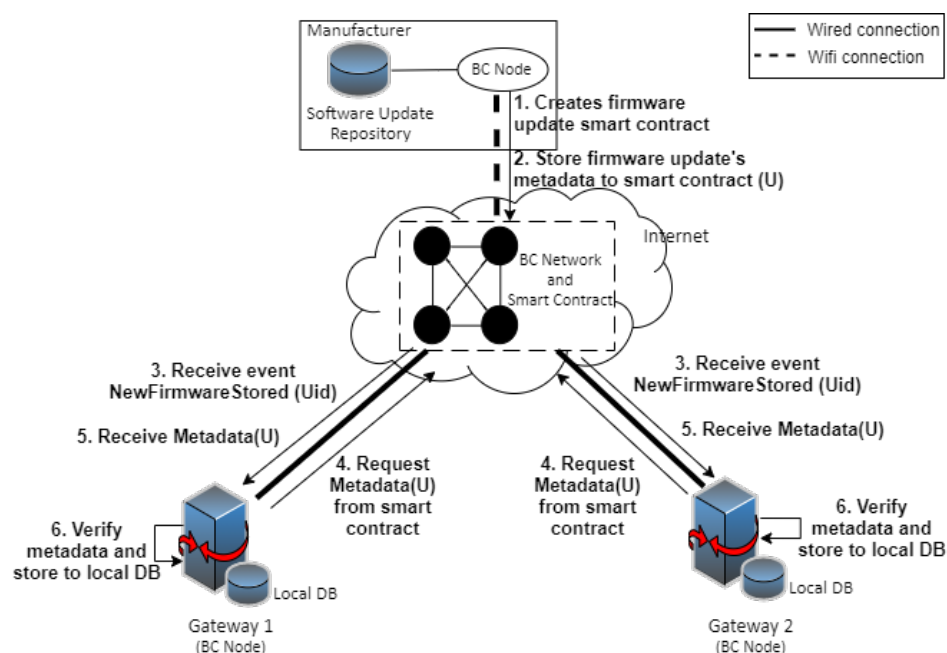 Manufacturer
BC Node
Software Update
Repository
Wired connection
Wifi connection
1. Creates firmware
update smart contract
2. Store firmware update's
metadata to smart contract (U)
Internet
BC Network
and
Smart Contract
3. Receive event
NewFirmwareStored (Uid)
5. Receive Metadata(U)
4. Request
Metadata(U)
from smart
contract
6. Verify
metadata and
store to local DB
Local DB
Gateway 1
(BC Node)
3. Receive event
NewFirmwareStored (Uid)
5. Receive Metadata(U)
4. Request
Metadata(U)
from smart
contract
6. Verify
metadata and
store to local DB
Local DB
Gateway 2
(BC Node)